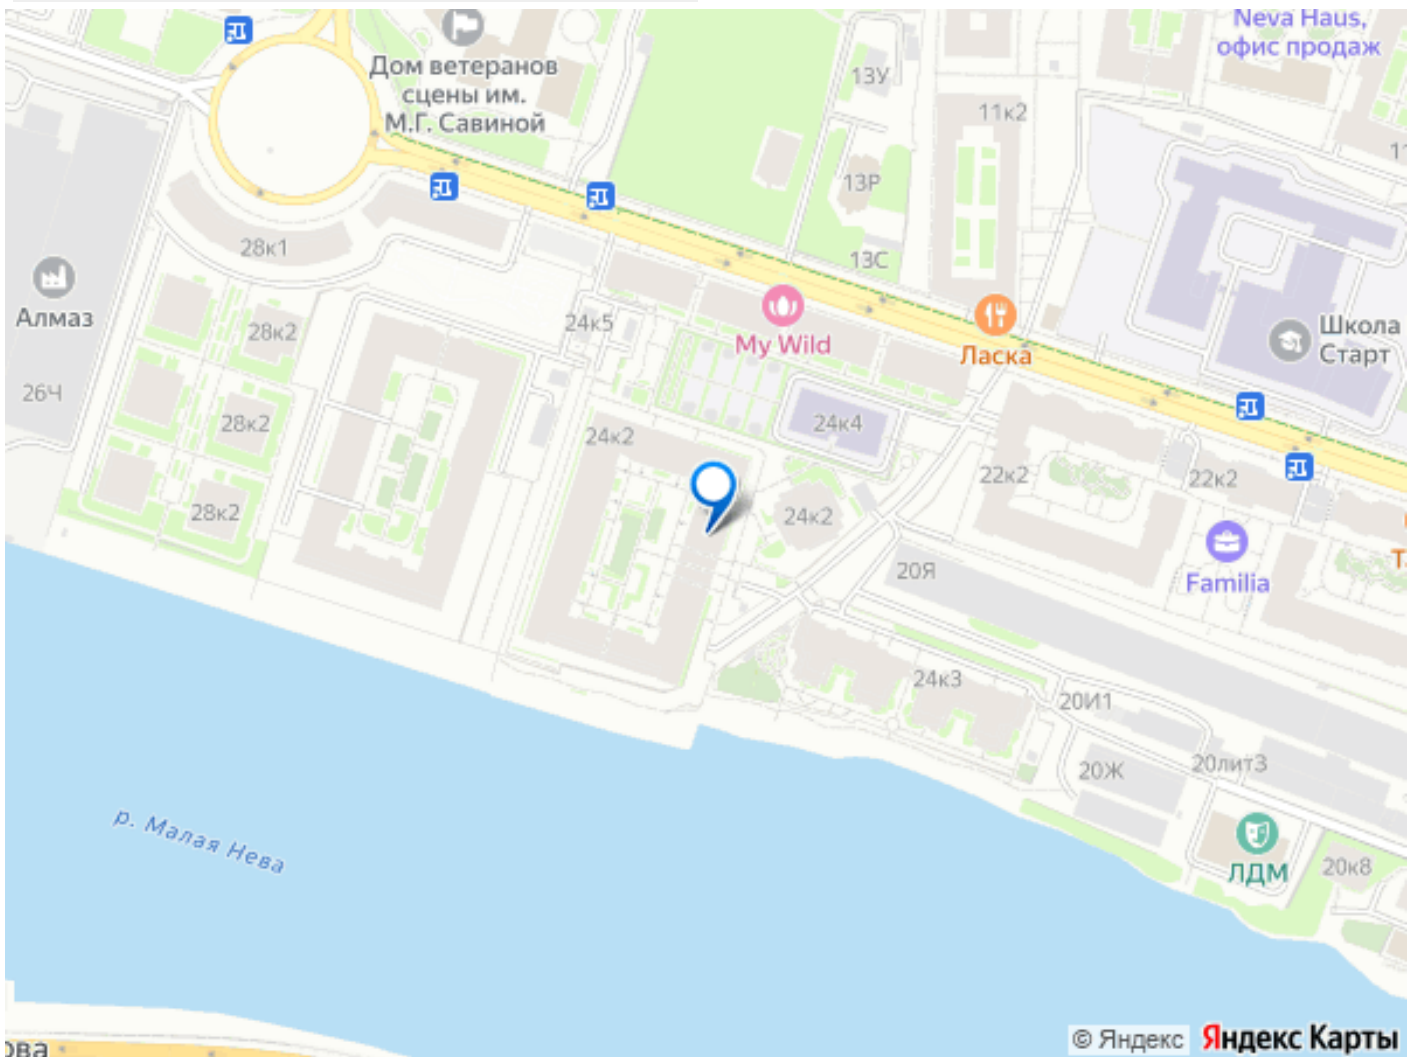 Neva Haus,
офис продаж
Дом ветеранов
сцены им.
М.Г. Савиной
13У
11к2
13Р
13С
28к1
Алмаз
26Ч
28к2
28к2
28к2
24к5
My Wild
Ласка
Школа
Старт
24к4
24к2
24к2
22к2
22к2
Familia
20Я
24к3
20И1
20Ж
20лит3
ЛДМ
20к8
р. Малая Нева
© Яндекс
Яндекс Карты